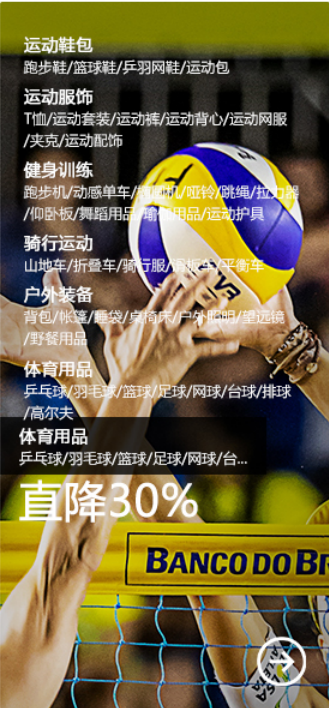 运动鞋包
跑步鞋/篮球鞋/乒羽网鞋/运动包
运动服饰
T恤/运动套装/运动裤/运动背心/运动网服
/夹克/运动配饰
健身训练
跑步机/动感单车/椭圆机/哑铃/跳绳/拉力器
/仰卧板/舞蹈用品/瑜伽用品/运动护具
骑行运动
山地车/折叠车/骑行服/滑板车/平衡车
户外装备
背包/帐篷/睡袋/桌椅床/户外照明/望远镜
/野餐用品
体育用品
乒乓球/羽毛球/篮球/足球/网球/台球/排球
/高尔夫
体育用品
乒乓球/羽毛球/篮球/足球/网球/台...
直降30%
BANCO DO BR